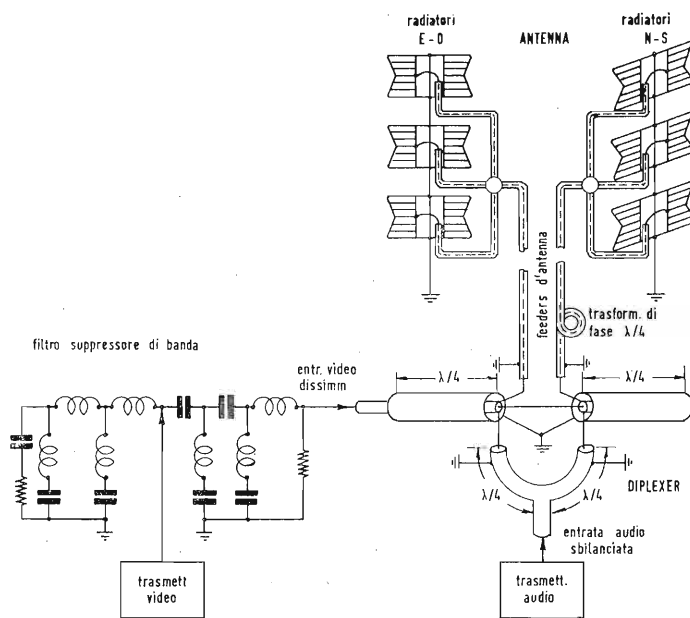 radiatori
E-O
ANTENNA
radiatori
N-S
feeders d'antenna
trasform. di
fase λ/4
filtro suppressore di banda
entr. video
dissimm
λ/4
λ/4
λ/4
λ/4
DIPLEXER
entrata audio
sbilanciata
trasmett
video
trasmett.
audio